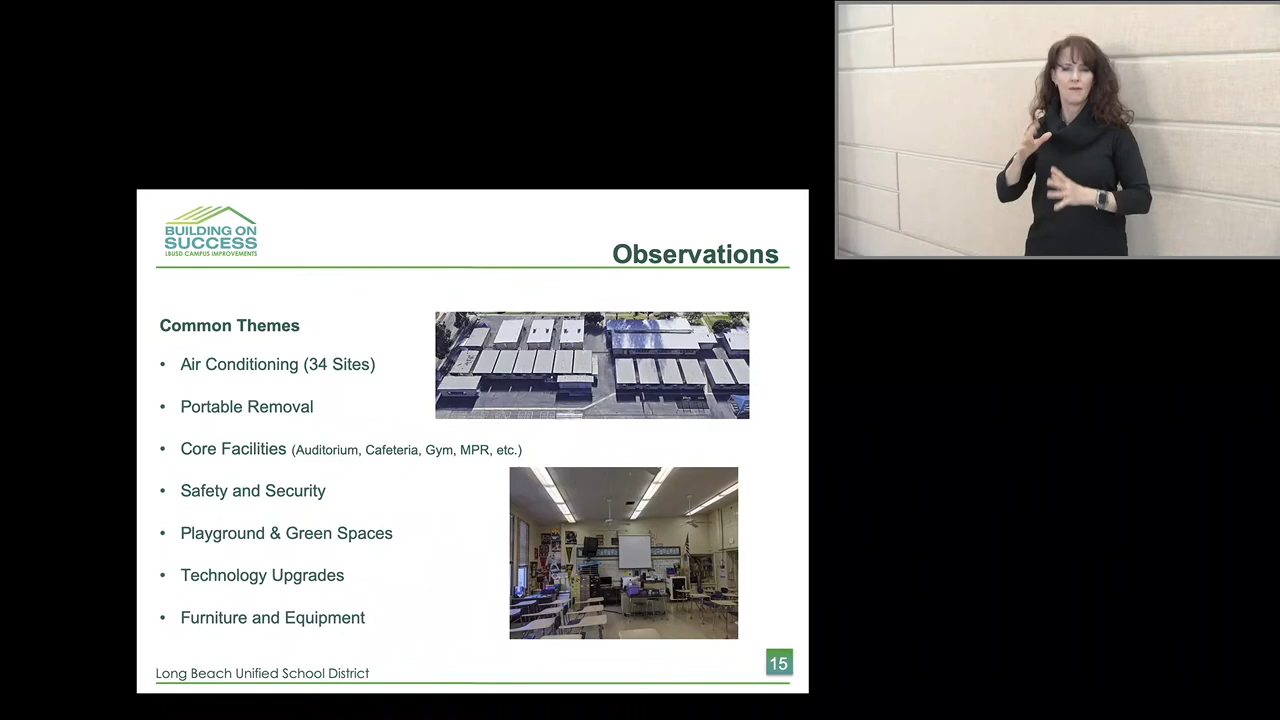 BUILDING ON
SUCCESS
LBUSD CAMPUS IMPROVEMENTS
Observations
Common Themes
• Air Conditioning (34 Sites)
• Portable Removal
• Core Facilities (Auditorium, Cafeteria, Gym, MPR, etc.)
• Safety and Security
• Playground & Green Spaces
• Technology Upgrades
• Furniture and Equipment
Long Beach Unified School District
15